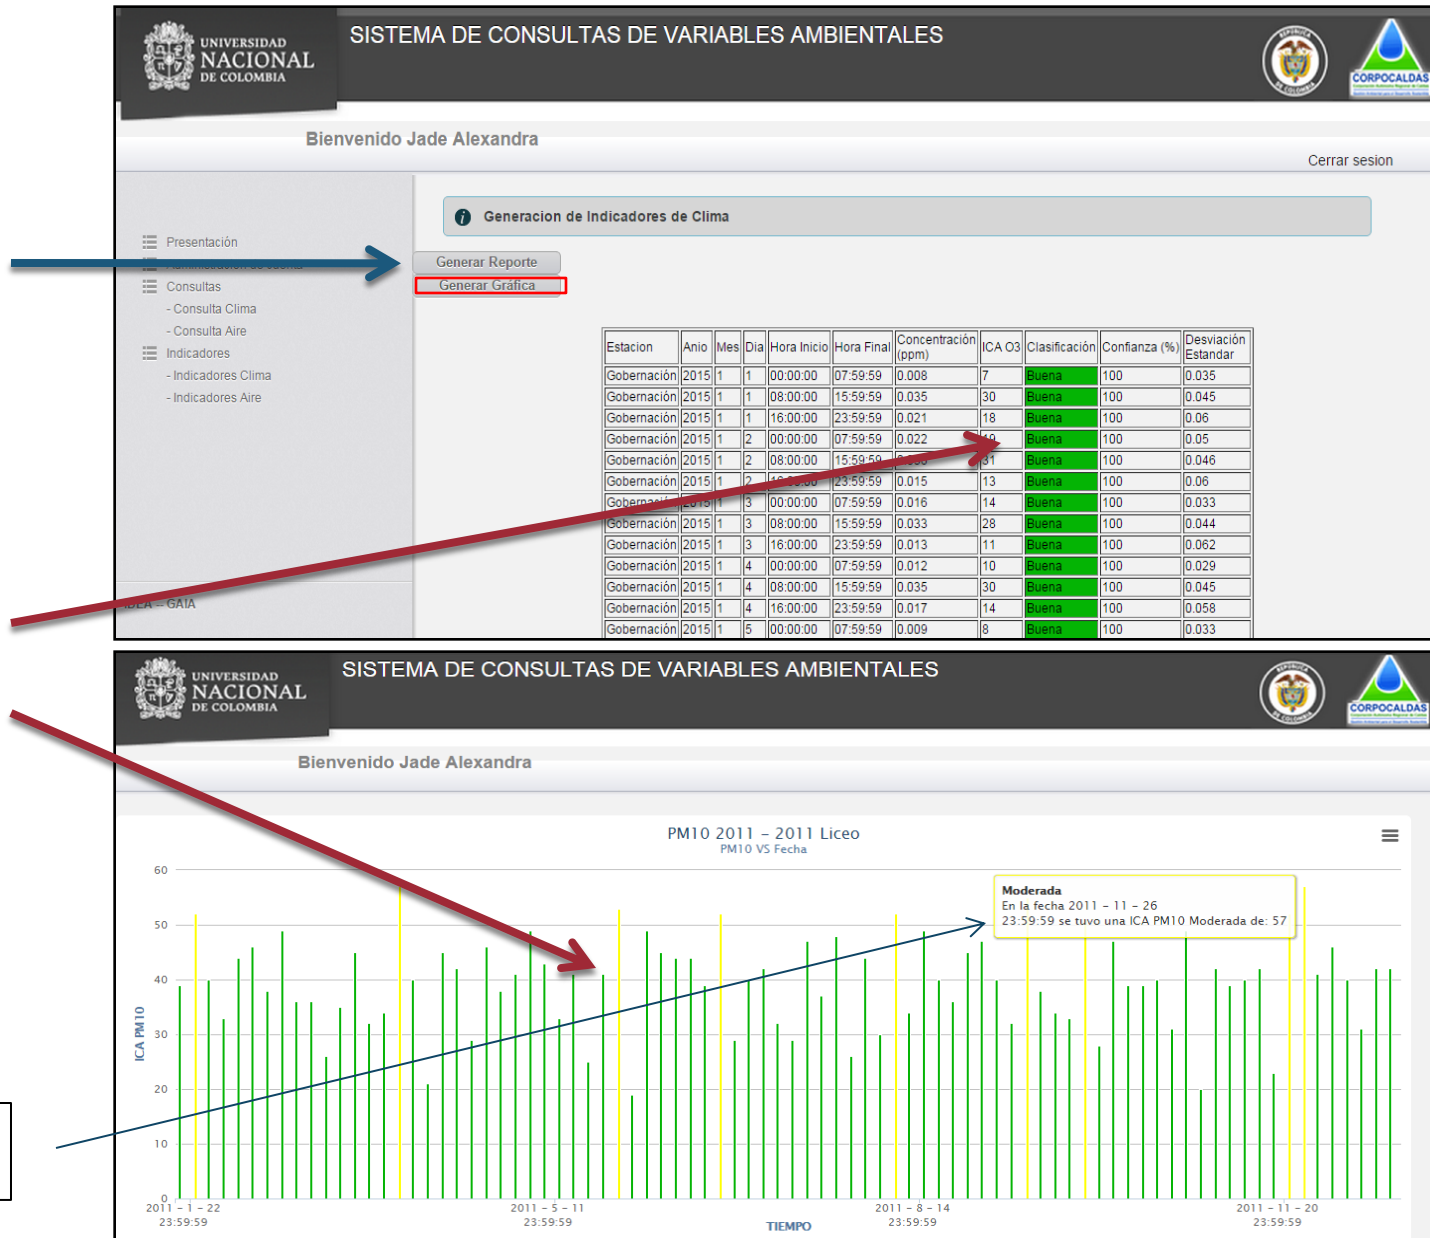 UNIVERSIDAD
NACIONAL
DE COLOMBIA
SISTEMA DE CONSULTAS DE VARIABLES AMBIENTALES
CORPOCALDAS
Bienvenido Jade Alexandra
Cerrar sesion
Generacion de Indicadores de Clima
Presentación
Consultas
- Consulta Clima
- Consulta Aire
Indicadores
- Indicadores Clima
- Indicadores Aire
GAIA
Generar Reporte
Generar Gráfica
Estacion Anio Mes Dia Hora Inicio Hora Final Concentración (ppm) ICA O3 Clasificación Confianza (%) Desviación Estandar
Gobernación 2015 1 1 00:00:00 07:59:59 0.008 7 Buena 100 0.035
Gobernación 2015 1 1 08:00:00 15:59:59 0.035 30 Buena 100 0.045
Gobernación 2015 1 1 16:00:00 23:59:59 0.021 18 Buena 100 0.06
Gobernación 2015 1 2 00:00:00 07:59:59 0.022 19 Buena 100 0.05
Gobernación 2015 1 2 08:00:00 15:59:59 31 Buena 100 0.046
Gobernación 2015 1 2 23:59:59 0.015 13 Buena 100 0.06
Gobernación 2015 1 3 00:00:00 07:59:59 0.016 14 Buena 100 0.033
Gobernación 2015 1 3 08:00:00 15:59:59 0.033 28 Buena 100 0.044
Gobernación 2015 1 3 16:00:00 23:59:59 0.013 11 Buena 100 0.062
Gobernación 2015 1 4 00:00:00 07:59:59 0.012 10 Buena 100 0.029
Gobernación 2015 1 4 08:00:00 15:59:59 0.035 30 Buena 100 0.045
Gobernación 2015 1 4 16:00:00 23:59:59 0.017 14 Buena 100 0.058
Gobernación 2015 1 5 00:00:00 07:59:59 0.009 8 Buena 100 0.033
UNIVERSIDAD
NACIONAL
DE COLOMBIA
SISTEMA DE CONSULTAS DE VARIABLES AMBIENTALES
CORPOCALDAS
Bienvenido Jade Alexandra
PM10 2011 - 2011 Liceo
PM10 VS Fecha
Moderada
En la fecha 2011 - 11 - 26
23:59:59 se tuvo una ICA PM10 Moderada de: 57
ICA PM10
60
50
40
30
20
10
0
2011 - 1 - 22
23:59:59
2011 - 5 - 11
23:59:59
2011 - 8 - 14
23:59:59
2011 - 11 - 20
23:59:59
TIEMPO